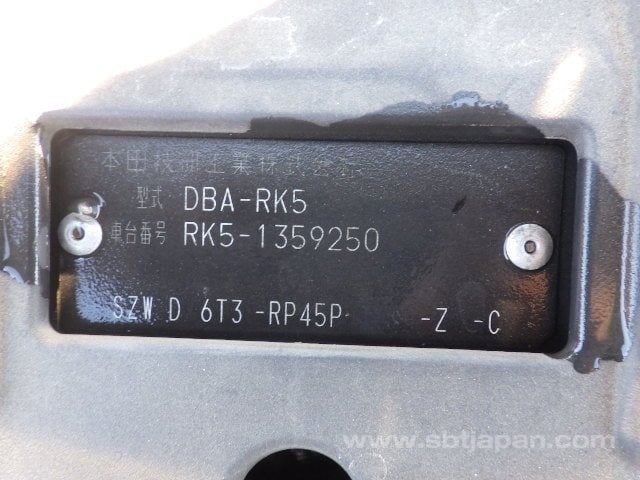 本田技研工業株式会社
型式 DBA-RK5
車台番号 RK5-1359250
SZW D 6T3 -RP45P -Z -C
www.sbtjapan.com